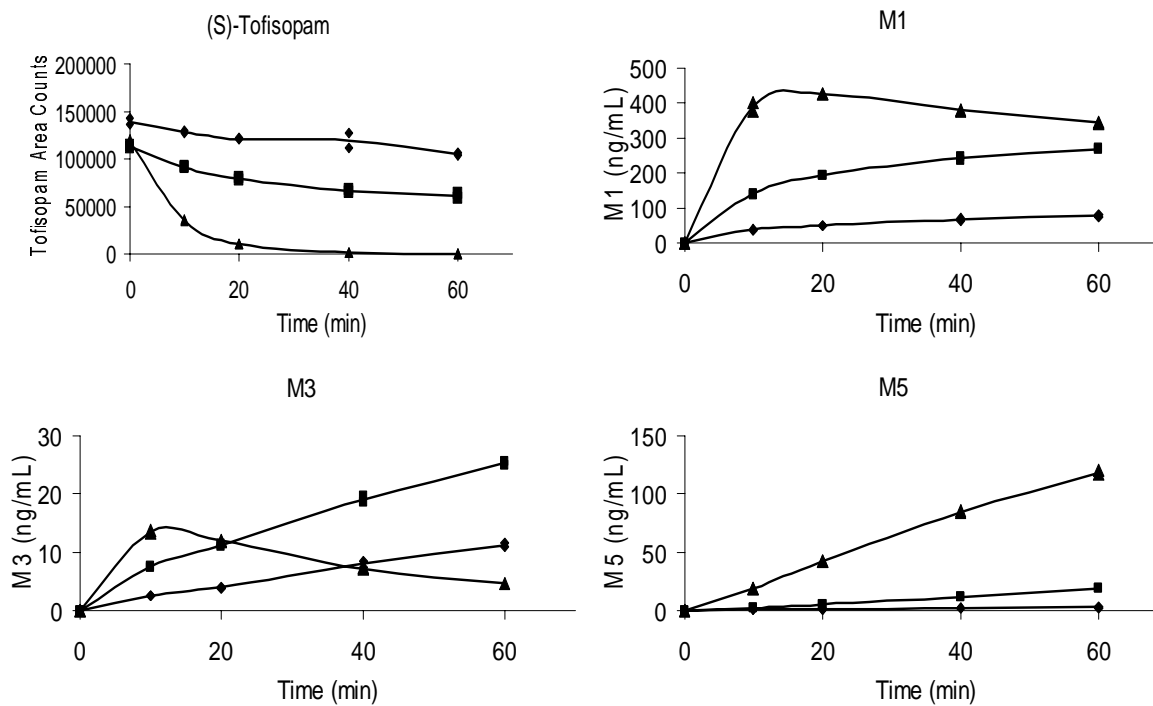 (S)-Tofisopam
Tofisopam Area Counts
200000
150000
100000
50000
0
0 20 40 60
Time (min)
M1
M1 (ng/mL)
500
400
300
200
100
0
0 20 40 60
Time (min)
M3
M3 (ng/mL)
30
20
10
0
0 20 40 60
Time (min)
M5
M5 (ng/mL)
150
100
50
0
0 20 40 60
Time (min)